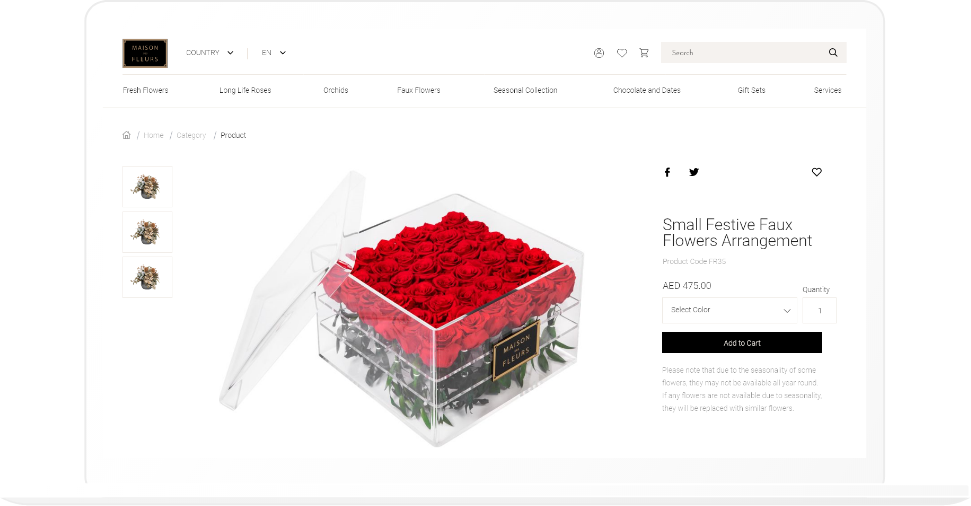 MAISON
FLEURS
COUNTRY
EN
Search
Fresh Flowers
Long Life Roses
Orchids
Faux Flowers
Seasonal Collection
Chocolate and Dates
Gift Sets
Services
/ Home / Category / Product
Small Festive Faux
Flowers Arrangement
Product Code FR3S
AED 475.00
Quantity
Select Color
1
Add to Cart
Please note that due to the seasonality of some
flowers, they may not be available all year round.
If any flowers are not available due to seasonality,
they will be replaced with similar flowers.
MAISON
FLEURS